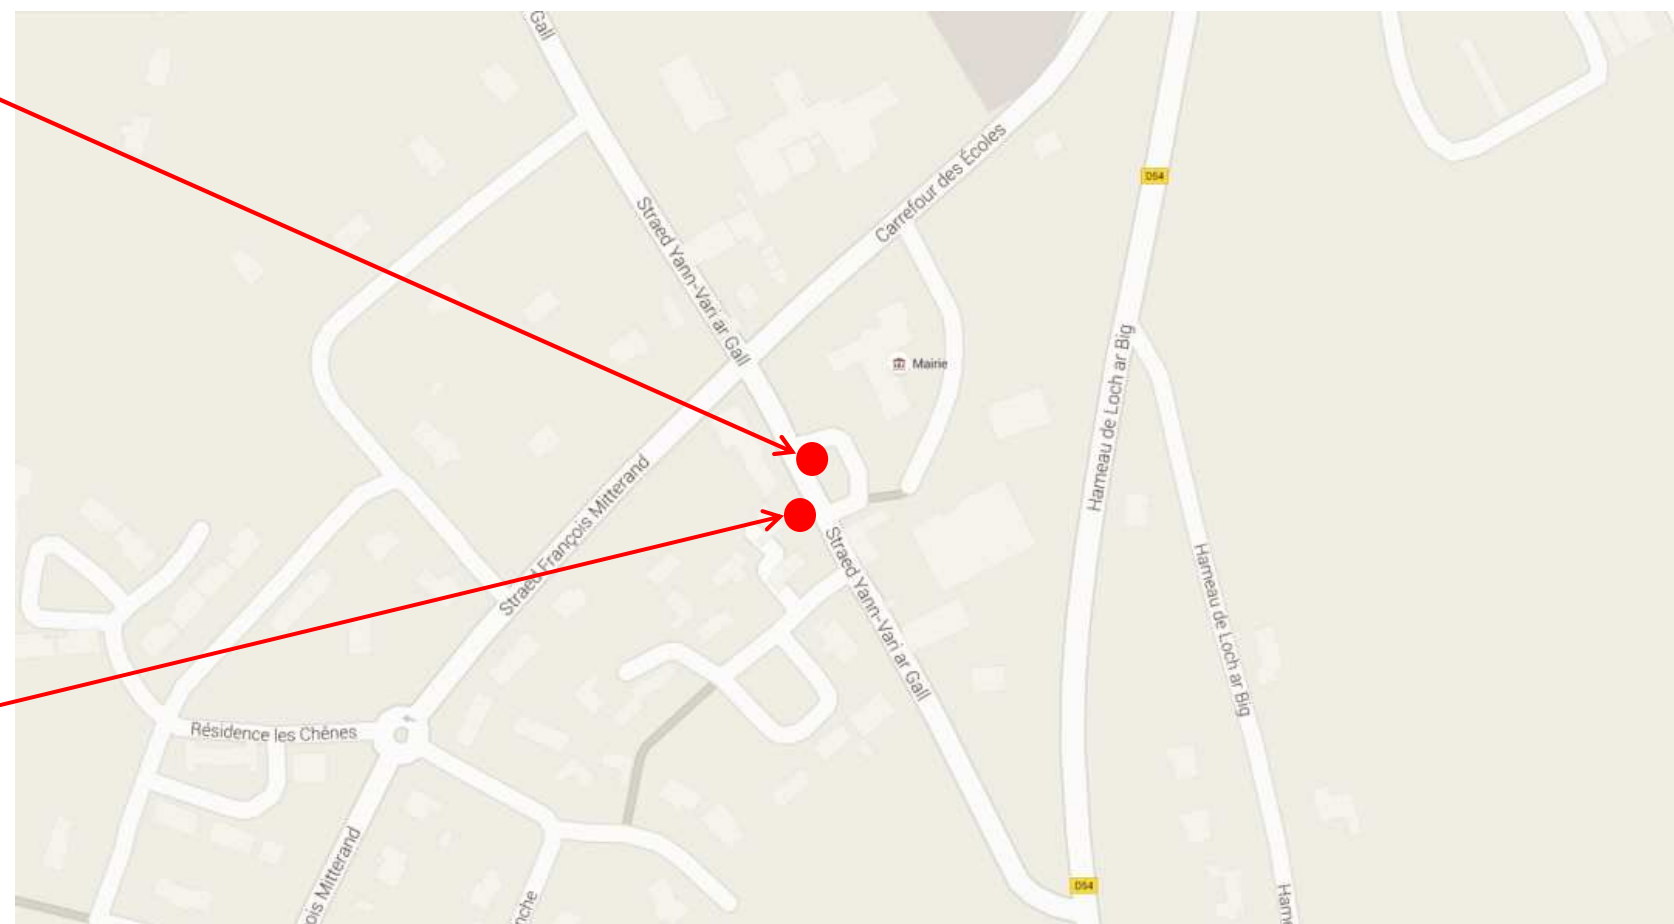 Gall
Carrefour des Écoles
D54
Straed Yann-Vari ar Gall
Mairie
Hameau de Loch ar Big
Straed François Mitterand
Straed Yann-Vari ar Gall
Hameau de Loch ar Big
Résidence les Chênes
ois Mitterand
nche
D54
Hame